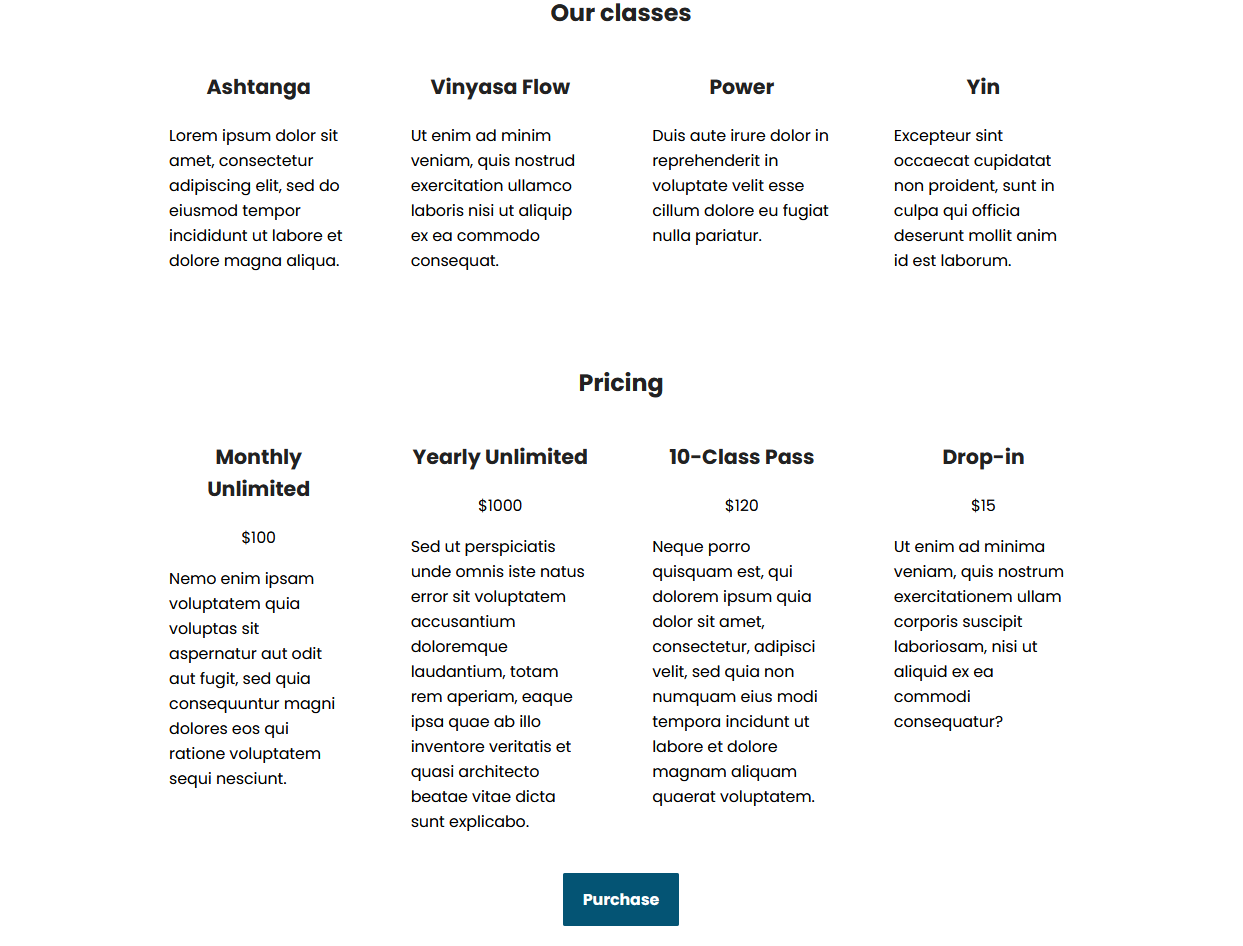 Our classes
Ashtanga
Lorem ipsum dolor sit
amet, consectetur
adipiscing elit, sed do
eiusmod tempor
incididunt ut labore et
dolore magna aliqua.
Vinyasa Flow
Ut enim ad minim
veniam, quis nostrud
exercitation ullamco
laboris nisi ut aliquip
ex ea commodo
consequat.
Power
Duis aute irure dolor in
reprehenderit in
voluptate velit esse
cillum dolore eu fugiat
nulla pariatur.
Yin
Excepteur sint
occaecat cupidatat
non proident, sunt in
culpa qui officia
deserunt mollit anim
id est laborum.
Pricing
Monthly
Unlimited
$100
Nemo enim ipsam
voluptatem quia
voluptas sit
aspernatur aut odit
aut fugit, sed quia
consequuntur magni
dolores eos qui
ratione voluptatem
sequi nesciunt.
Yearly Unlimited
$1000
Sed ut perspiciatis
unde omnis iste natus
error sit voluptatem
accusantium
doloremque
laudantium, totam
rem aperiam, eaque
ipsa quae ab illo
inventore veritatis et
quasi architecto
beatae vitae dicta
sunt explicabo.
10-Class Pass
$120
Neque porro
quisquam est, qui
dolorem ipsum quia
dolor sit amet,
consectetur, adipisci
velit, sed quia non
numquam eius modi
tempora incidunt ut
labore et dolore
magnam aliquam
quaerat voluptatem.
Drop-in
$15
Ut enim ad minima
veniam, quis nostrum
exercitationem ullam
corporis suscipit
laboriosam, nisi ut
aliquid ex ea
commodi
consequatur?
Purchase